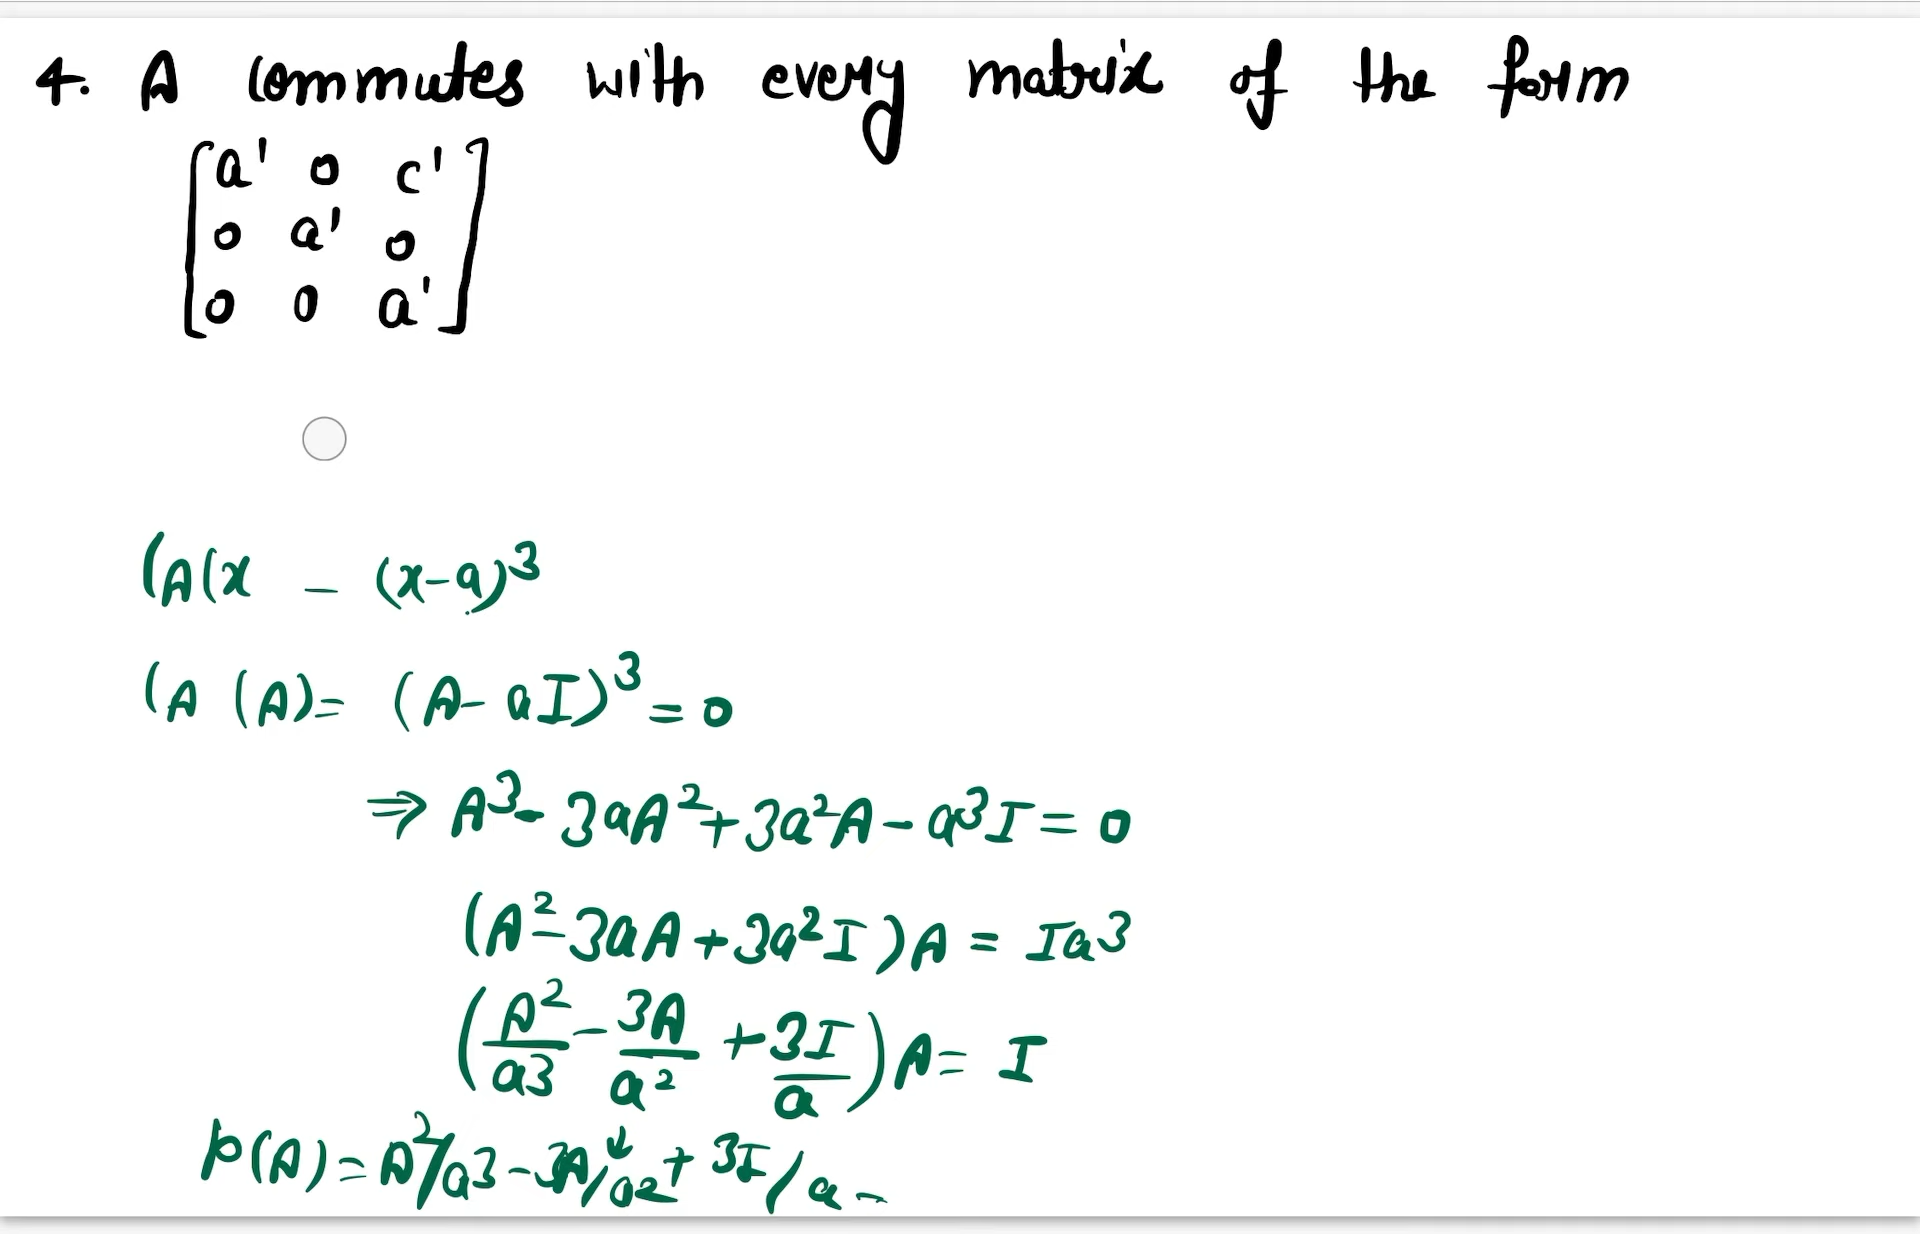 4. A commutes with every matrix of the form
[a' 0 c'
0 a' 0
0 0 a']
(A(x - (x-a)³
(A (A) = (A - aI)³ = 0
⇒ A³ - 3aA² + 3a²A - a³I = 0
(A² - 3aA + 3a²I)A = Ia³
(A²/a3 - 3A/a² + 3I/a)A = I
p(A) = A²/a3 - 3A/a2 + 3I/a -